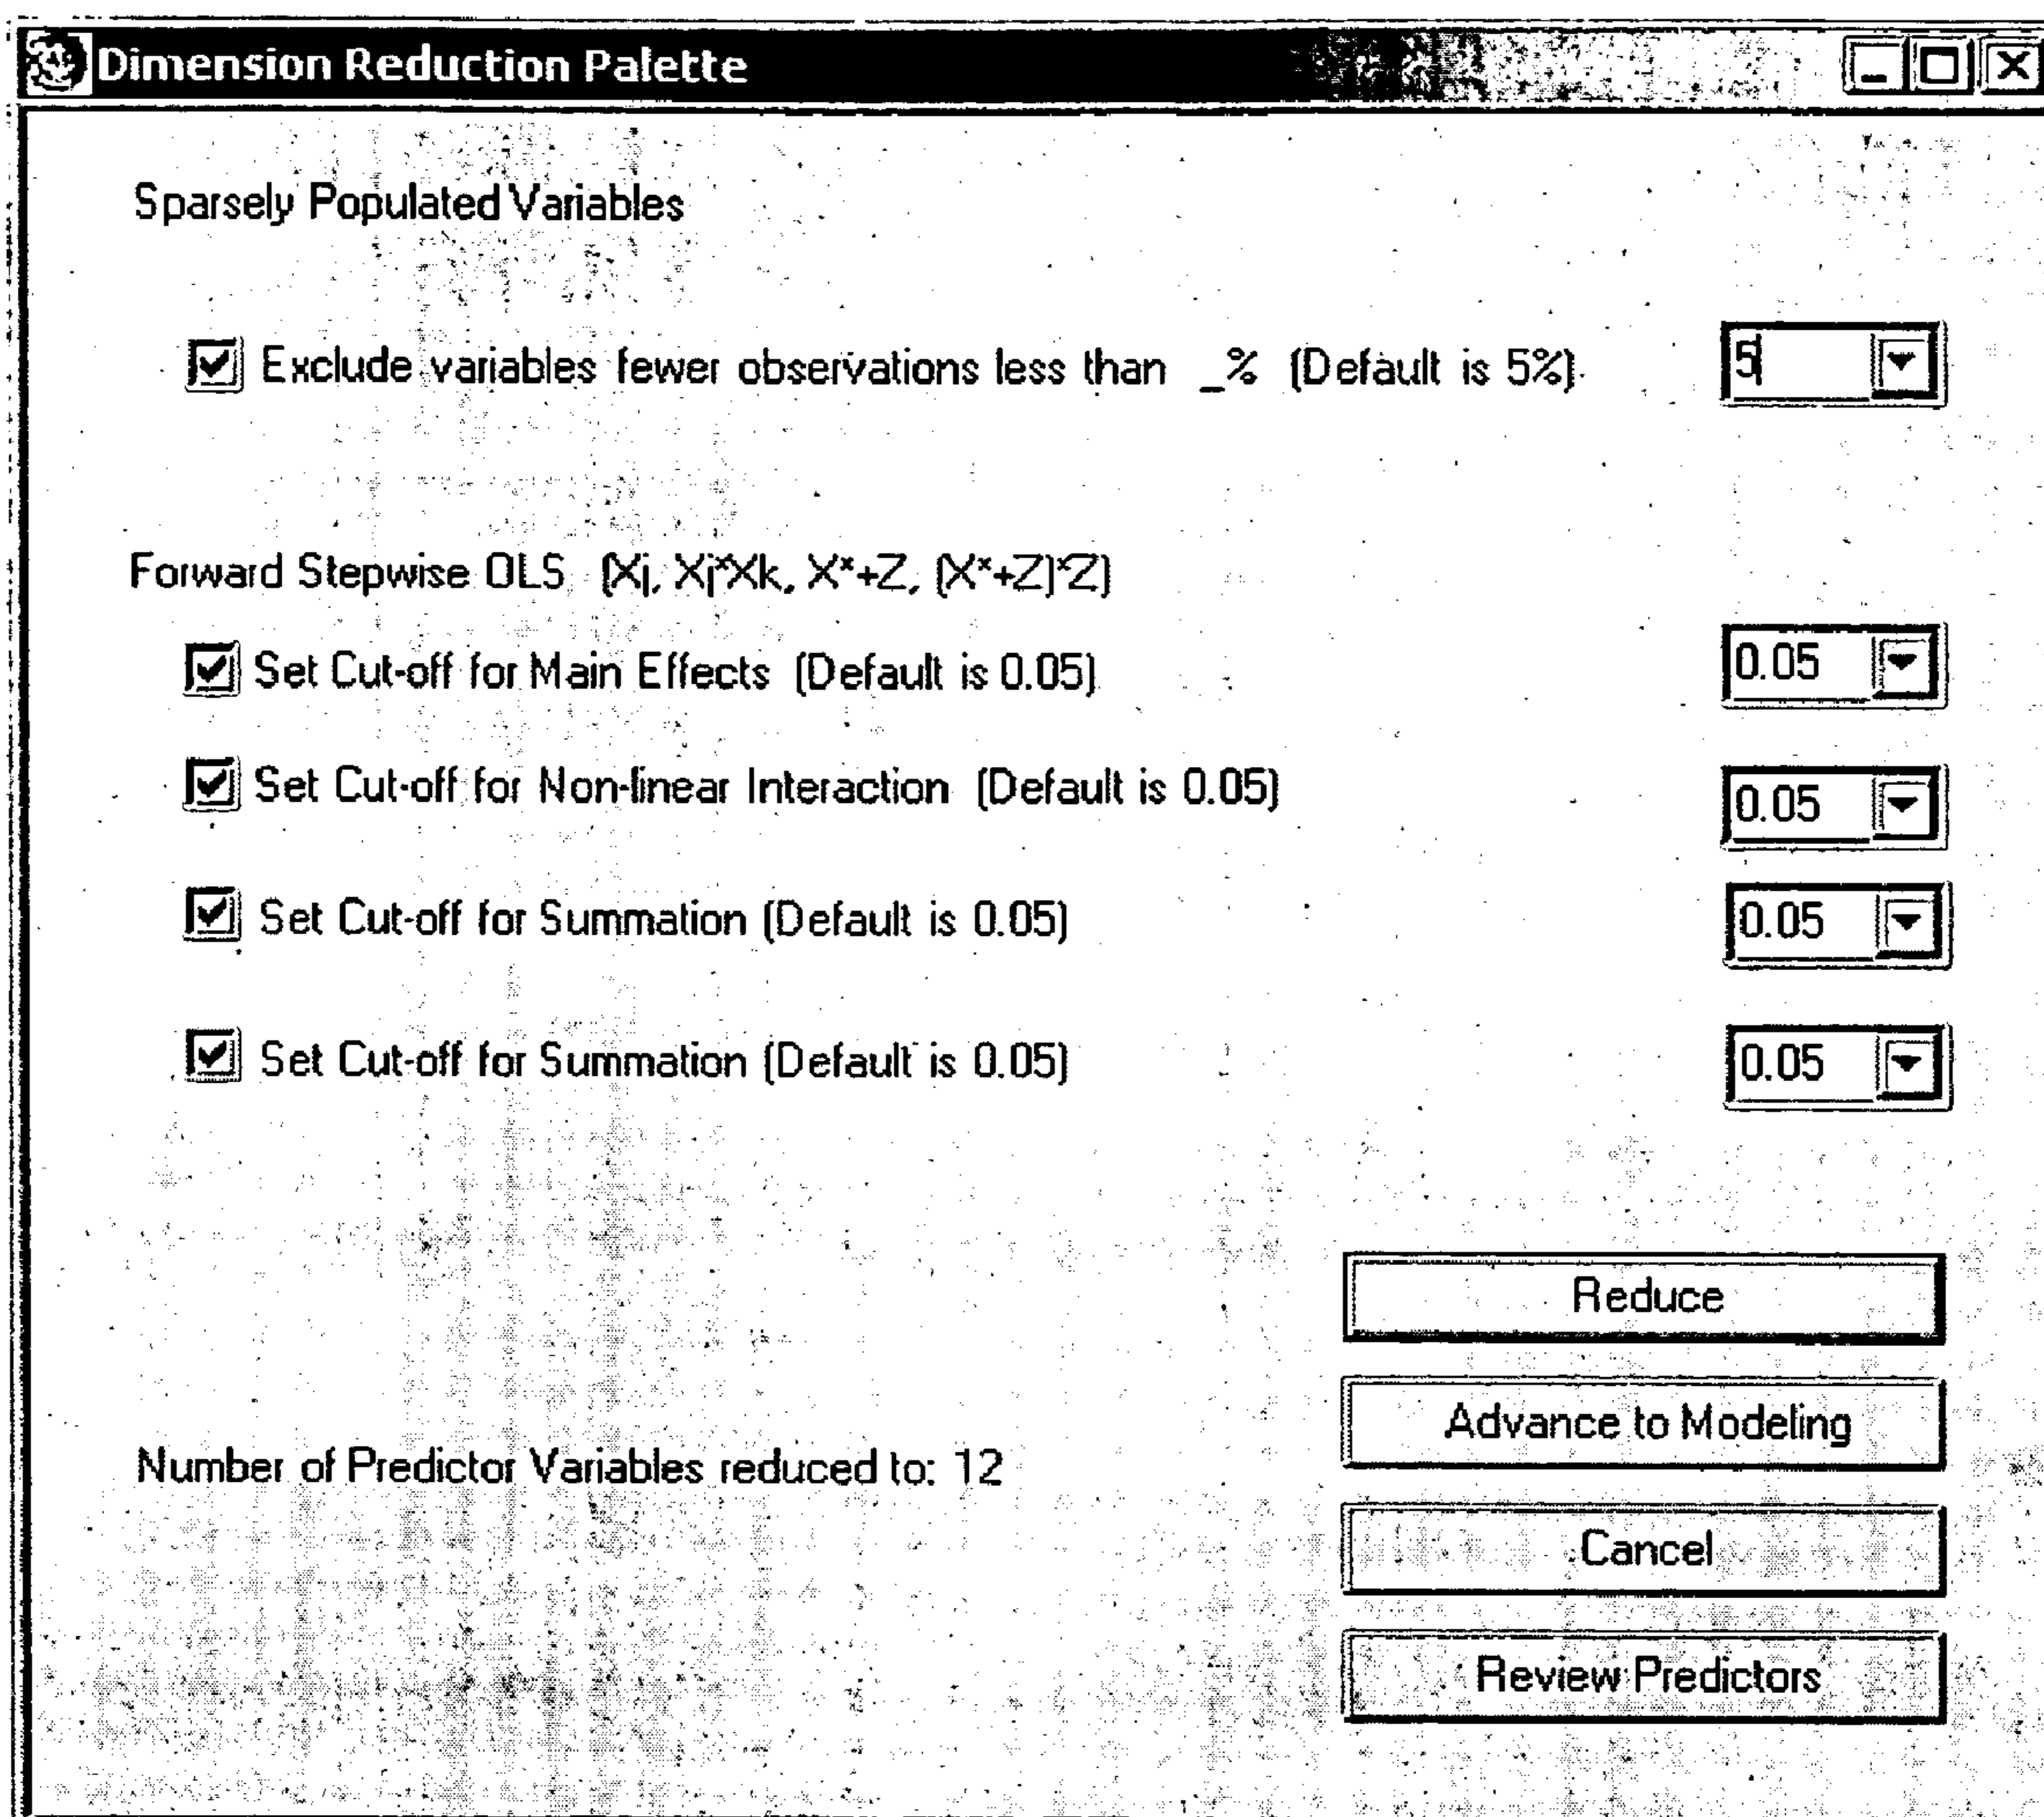 Dimension Reduction Palette
Sparsely Populated Variables
Exclude variables fewer observations less than _% (Default is 5%) 5
Forward Stepwise OLS (Xj, Xj*Xk, X*+Z, (X*+Z)*Z)
Set Cut-off for Main Effects (Default is 0.05) 0.05
Set Cut-off for Non-linear Interaction (Default is 0.05) 0.05
Set Cut-off for Summation (Default is 0.05) 0.05
Set Cut-off for Summation (Default is 0.05) 0.05
Reduce
Advance to Modeling
Number of Predictor Variables reduced to: 12
Cancel
Review Predictors